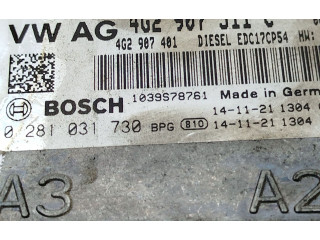 VW AG 4G2 907 311 C
4G2 907 401 DIESEL EDC17CP54 HW:
BOSCH 1039S78761 Made in Germ
14-11-21 1304
0 281 031 730 BPG B10 14-11-21 1304
A3 A2